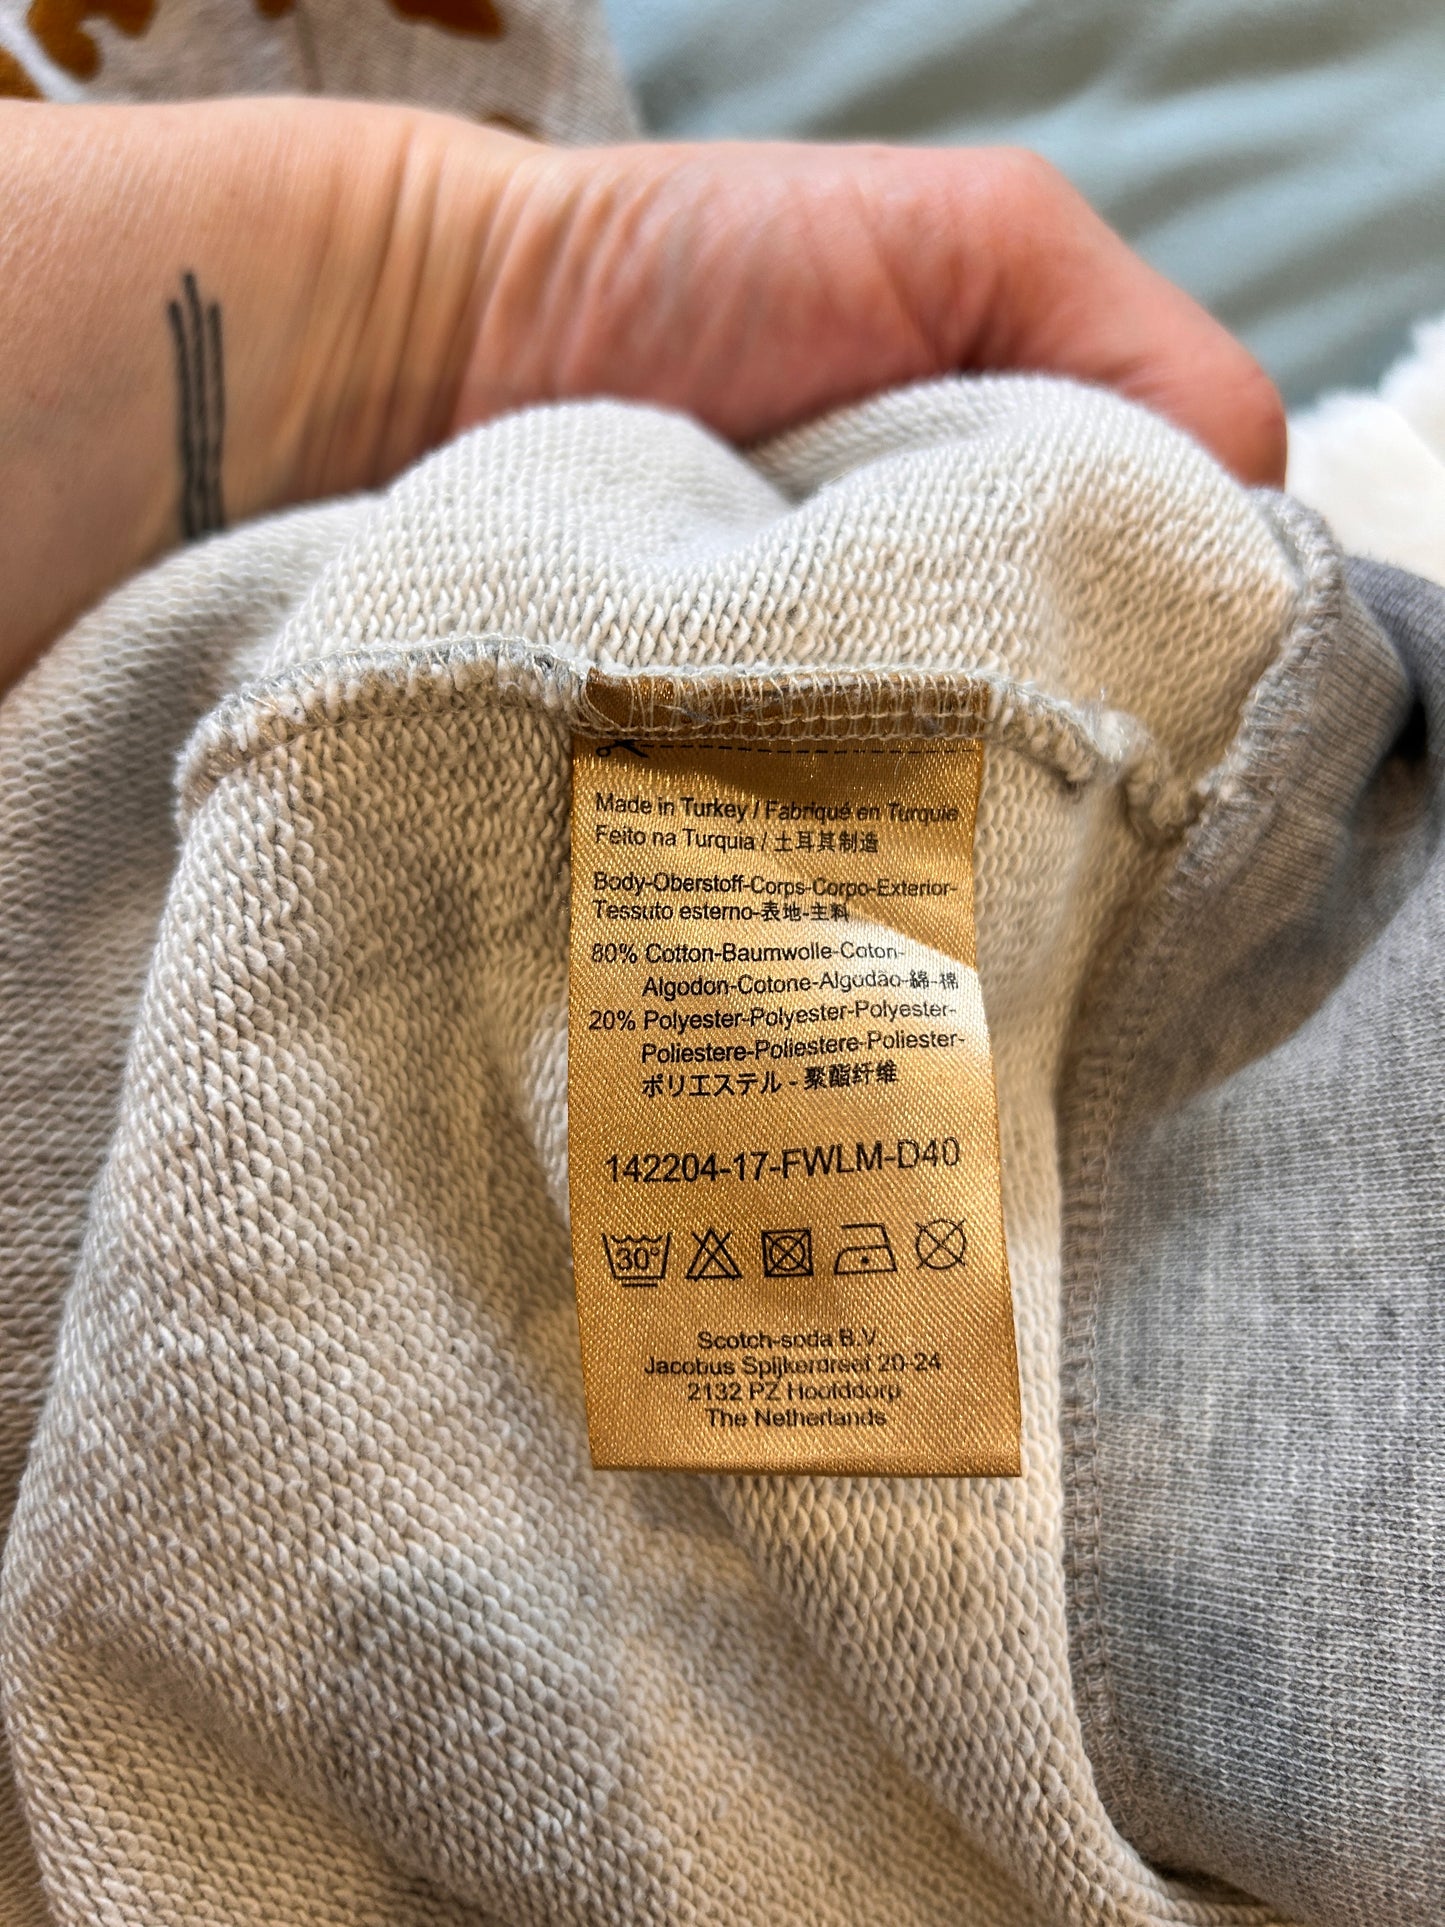 Made in Turkey / Fabriqué en Turquie
Feito na Turquia / 土耳其制造
Body-Oberstoff-Corps-Corpo-Exterior-
Tessuto esterno-表地-主料
80% Cotton-Baumwolle-Coton-
Algodon-Cotone-Algodão-綿-棉
20% Polyester-Polyester-Polyester-
Poliestere-Poliestere-Poliester-
ポリエステル - 聚酯纤维
142204-17-FWLM-D40
30°
Scotch-soda B.V.
Jacobus Spijkerdreef 20-24
2132 PZ Hoofddorp
The Netherlands